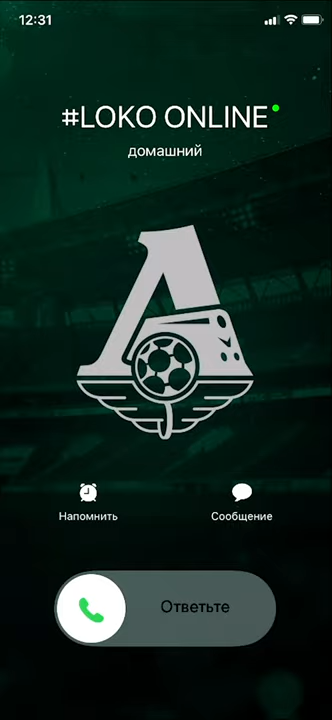 12:31
#LOKO ONLINE
домашний
Напомнить
Сообщение
Ответьте